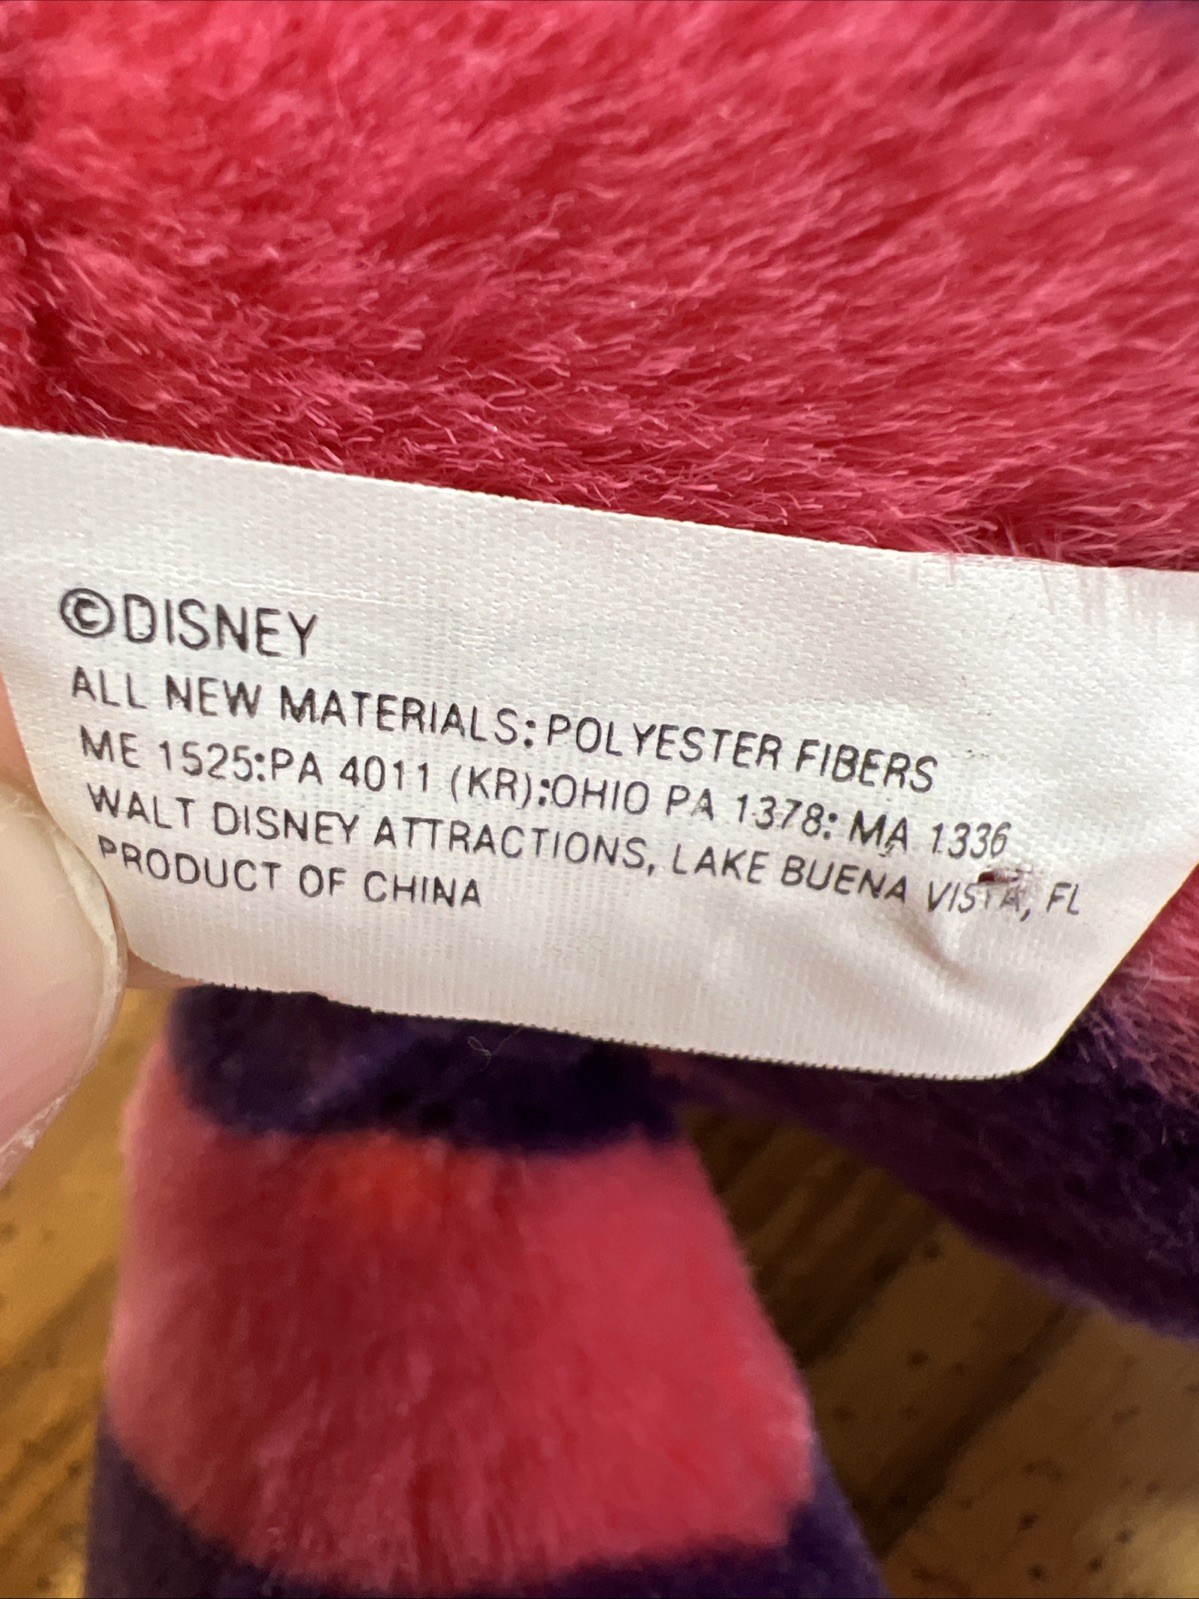 ©DISNEY
ALL NEW MATERIALS: POLYESTER FIBERS
ME 1525:PA 4011 (KR):OHIO PA 1378: MA 1336
WALT DISNEY ATTRACTIONS, LAKE BUENA VISTA, FL
PRODUCT OF CHINA